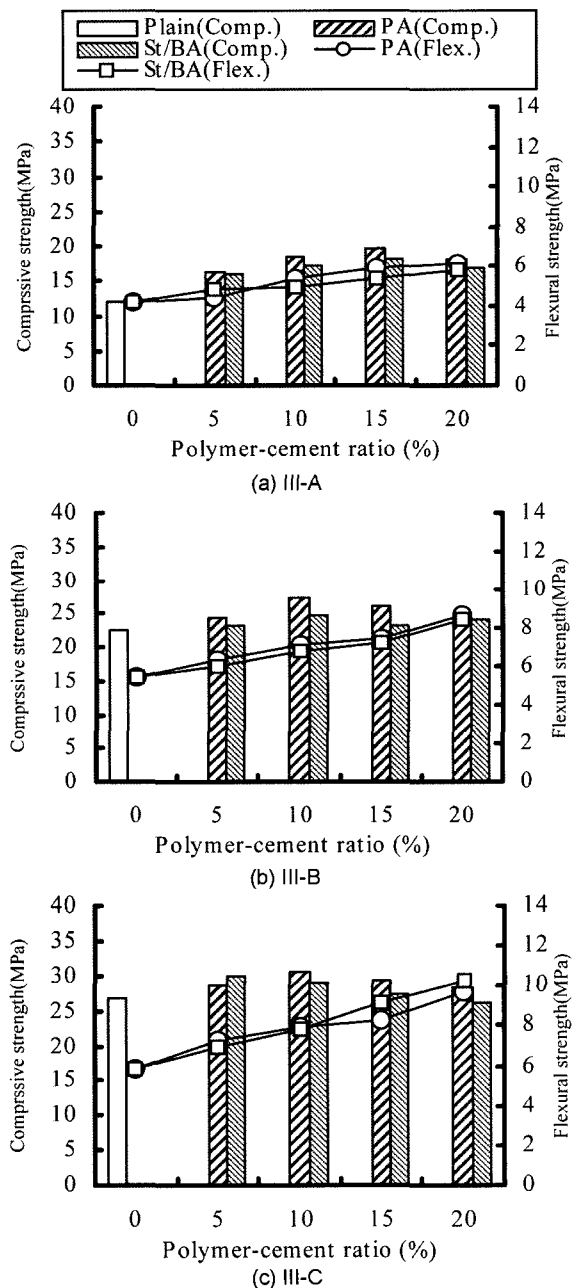 Plain(Comp.) PA(Comp.)
St/BA(Comp.) PA(Flex.)
St/BA(Flex.)
40 14
35 12
30 10
25 8
20 6
15 4
10 2
5 0
0
Comprssive strength(MPa)
Flexural strength(MPa)
0 5 10 15 20
Polymer-cement ratio (%)
(a) III-A
40 14
35 12
30 10
25 8
20 6
15 4
10 2
5 0
0
Comprssive strength(MPa)
Flexural strength(MPa)
0 5 10 15 20
Polymer-cement ratio (%)
(b) III-B
40 14
35 12
30 10
25 8
20 6
15 4
10 2
5 0
0
Comprssive strength(MPa)
Flexural strength(MPa)
0 5 10 15 20
Polymer-cement ratio (%)
(c) III-C